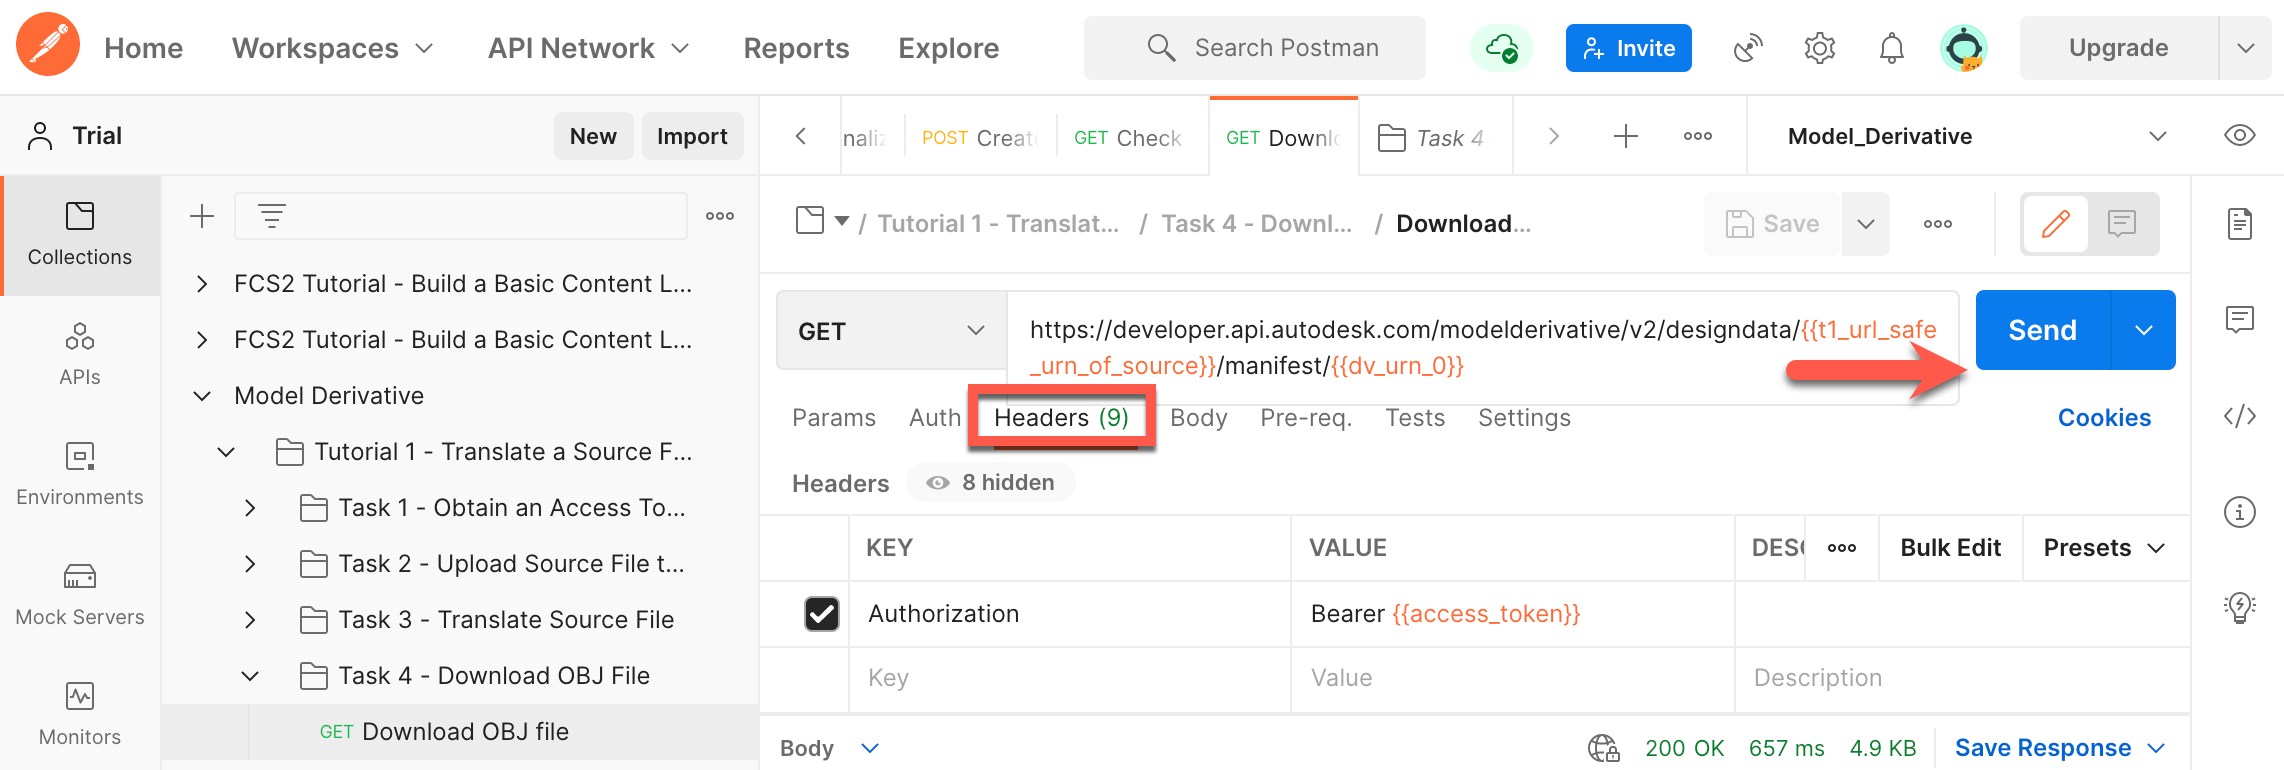 Home Workspaces API Network Reports Explore Search Postman Invite Upgrade
Trial New Import
naliz POST Creat GET Check GET Downl Task 4 Model_Derivative
Collections
APIs
Environments
Mock Servers
Monitors
FCS2 Tutorial - Build a Basic Content L...
FCS2 Tutorial - Build a Basic Content L...
Model Derivative
Tutorial 1 - Translate a Source F...
Task 1 - Obtain an Access To...
Task 2 - Upload Source File t...
Task 3 - Translate Source File
Task 4 - Download OBJ File
GET Download OBJ file
/ Tutorial 1 - Translat... / Task 4 - Downl... / Download... Save
GET https://developer.api.autodesk.com/modelderivative/v2/designdata/{{t1_url_safe
_urn_of_source}}/manifest/{{dv_urn_0}}
Send
Params Auth Headers (9) Body Pre-req. Tests Settings Cookies
Headers 8 hidden
KEY VALUE DESC Bulk Edit Presets
Authorization Bearer {{access_token}}
Key Value Description
Body 200 OK 657 ms 4.9 KB Save Response